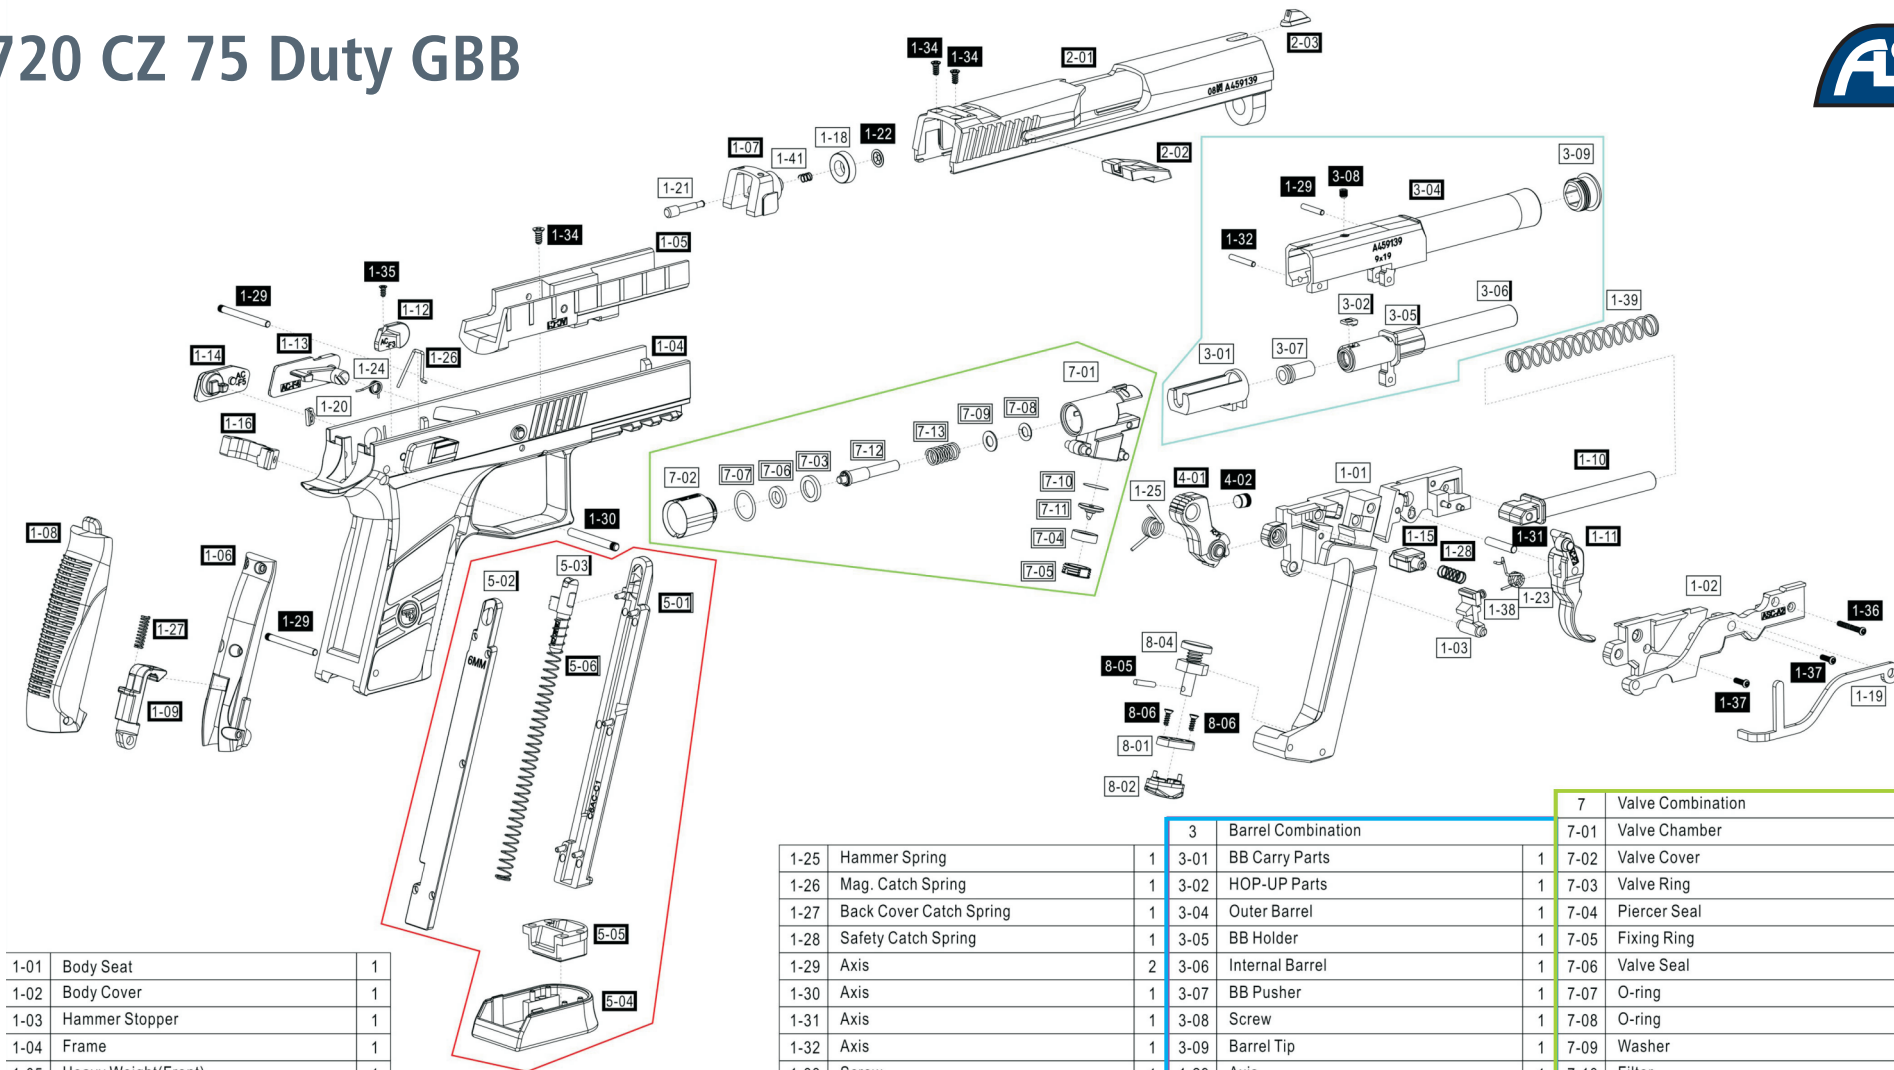 720 CZ 75 Duty GBB
1-34
1-34
2-01
2-03
08 A459139
1-07
1-41
1-18
1-22
2-02
1-21
3-09
1-29
3-08
3-04
A459139
9x19
1-32
1-34
1-05
1-35
1-12
1-29
1-13
1-14
1-24
1-26
1-04
1-20
1-16
AC
F3
AC-F4
AC
F5
3-02
3-05
3-06
1-39
3-01
3-07
7-01
7-08
7-09
7-13
7-12
7-03
7-06
7-07
7-02
7-10
7-11
7-04
7-05
1-25
4-01
4-02
1-01
1-10
1-15
1-28
1-31
1-11
1-38
1-23
1-03
1-02
ASC-A2
1-36
1-37
1-37
1-19
1-30
1-08
1-06
1-27
1-29
1-09
5-02
5-03
5-01
5-06
6MM
C8AC-C1
5-05
5-04
8-04
8-05
8-06
8-06
8-01
8-02
1-01 Body Seat 1
1-02 Body Cover 1
1-03 Hammer Stopper 1
1-04 Frame 1
1-25 Hammer Spring 1
1-26 Mag. Catch Spring 1
1-27 Back Cover Catch Spring 1
1-28 Safety Catch Spring 1
1-29 Axis 2
1-30 Axis 1
1-31 Axis 1
1-32 Axis 1
3 Barrel Combination
3-01 BB Carry Parts 1
3-02 HOP-UP Parts 1
3-04 Outer Barrel 1
3-05 BB Holder 1
3-06 Internal Barrel 1
3-07 BB Pusher 1
3-08 Screw 1
3-09 Barrel Tip 1
7 Valve Combination
7-01 Valve Chamber
7-02 Valve Cover
7-03 Valve Ring
7-04 Piercer Seal
7-05 Fixing Ring
7-06 Valve Seal
7-07 O-ring
7-08 O-ring
7-09 Washer